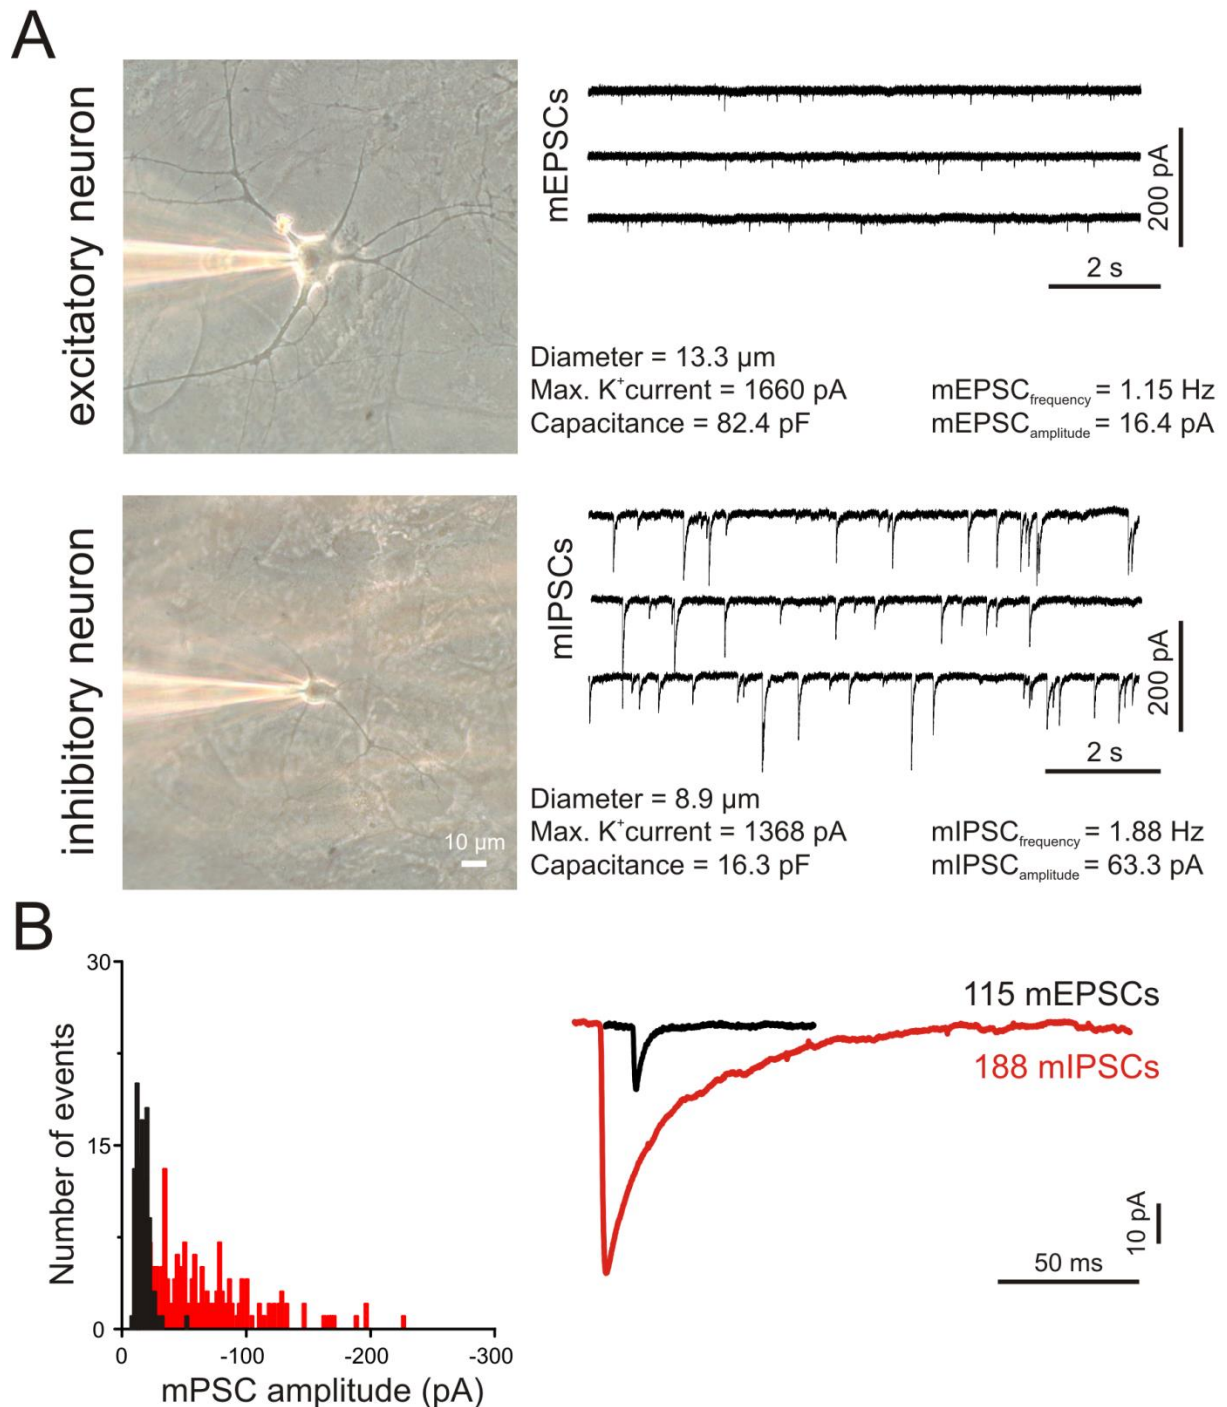 A
excitatory neuron
mEPSCs
200 pA
2 s
Diameter = 13.3 µm
Max. K⁺current = 1660 pA
Capacitance = 82.4 pF
mEPSCfrequency = 1.15 Hz
mEPSCamplitude = 16.4 pA
inhibitory neuron
10 µm
mIPSCs
200 pA
2 s
Diameter = 8.9 µm
Max. K⁺current = 1368 pA
Capacitance = 16.3 pF
mIPSCfrequency = 1.88 Hz
mIPSCamplitude = 63.3 pA
B
Number of events
30
15
0
0
-100
-200
-300
mPSC amplitude (pA)
115 mEPSCs
188 mIPSCs
10 pA
50 ms